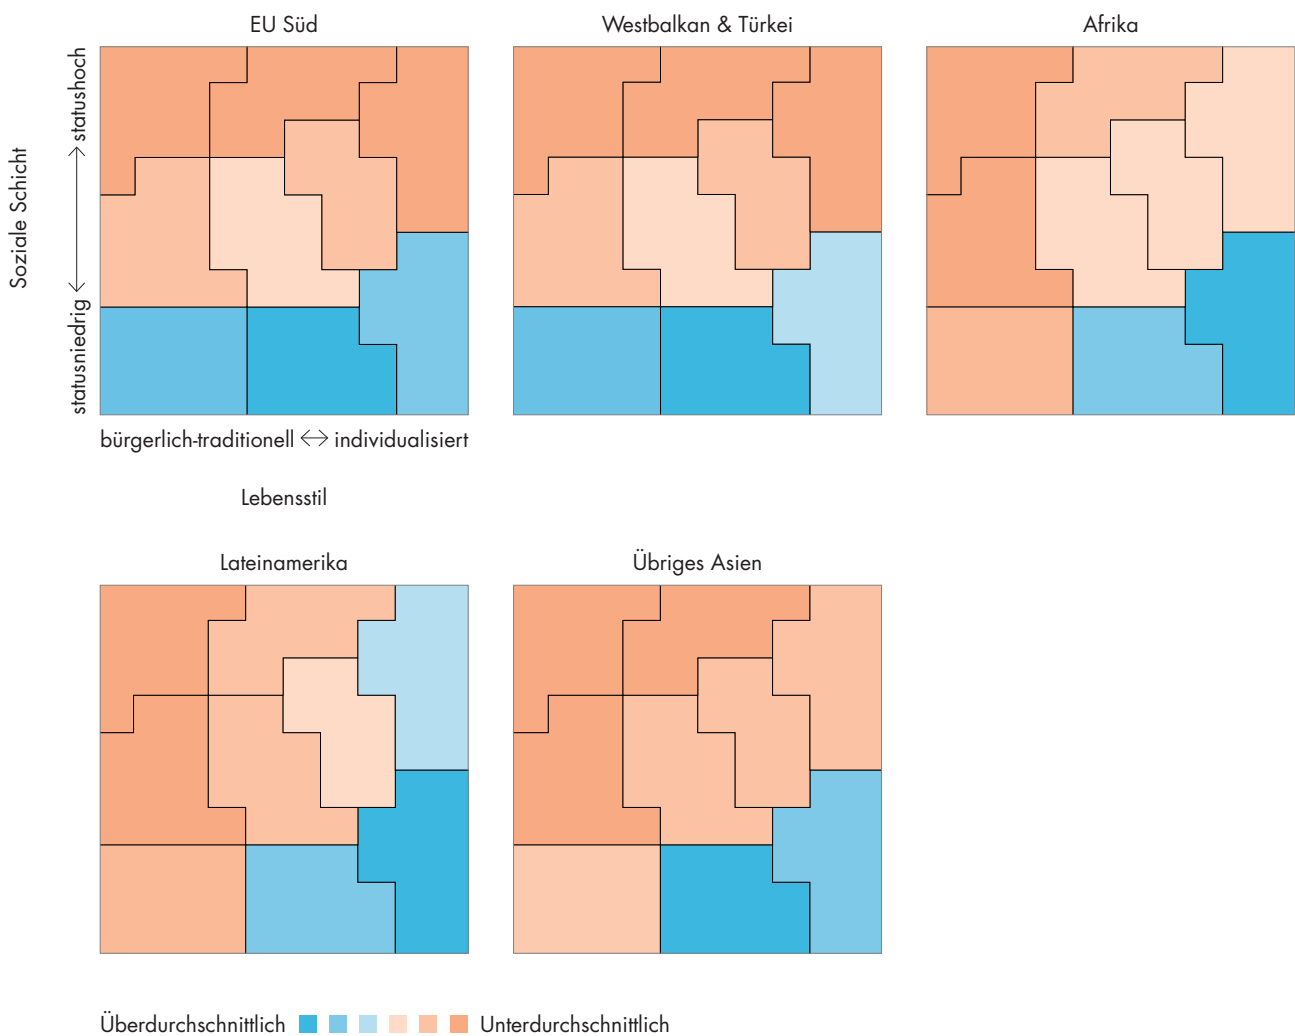 EU Süd
Westbalkan & Türkei
Afrika
Soziale Schicht
statusniedrig ⟷ statushoch
bürgerlich-traditionell ⟷ individualisiert
Lebensstil
Lateinamerika
Übriges Asien
Überdurchschnittlich
Unterdurchschnittlich